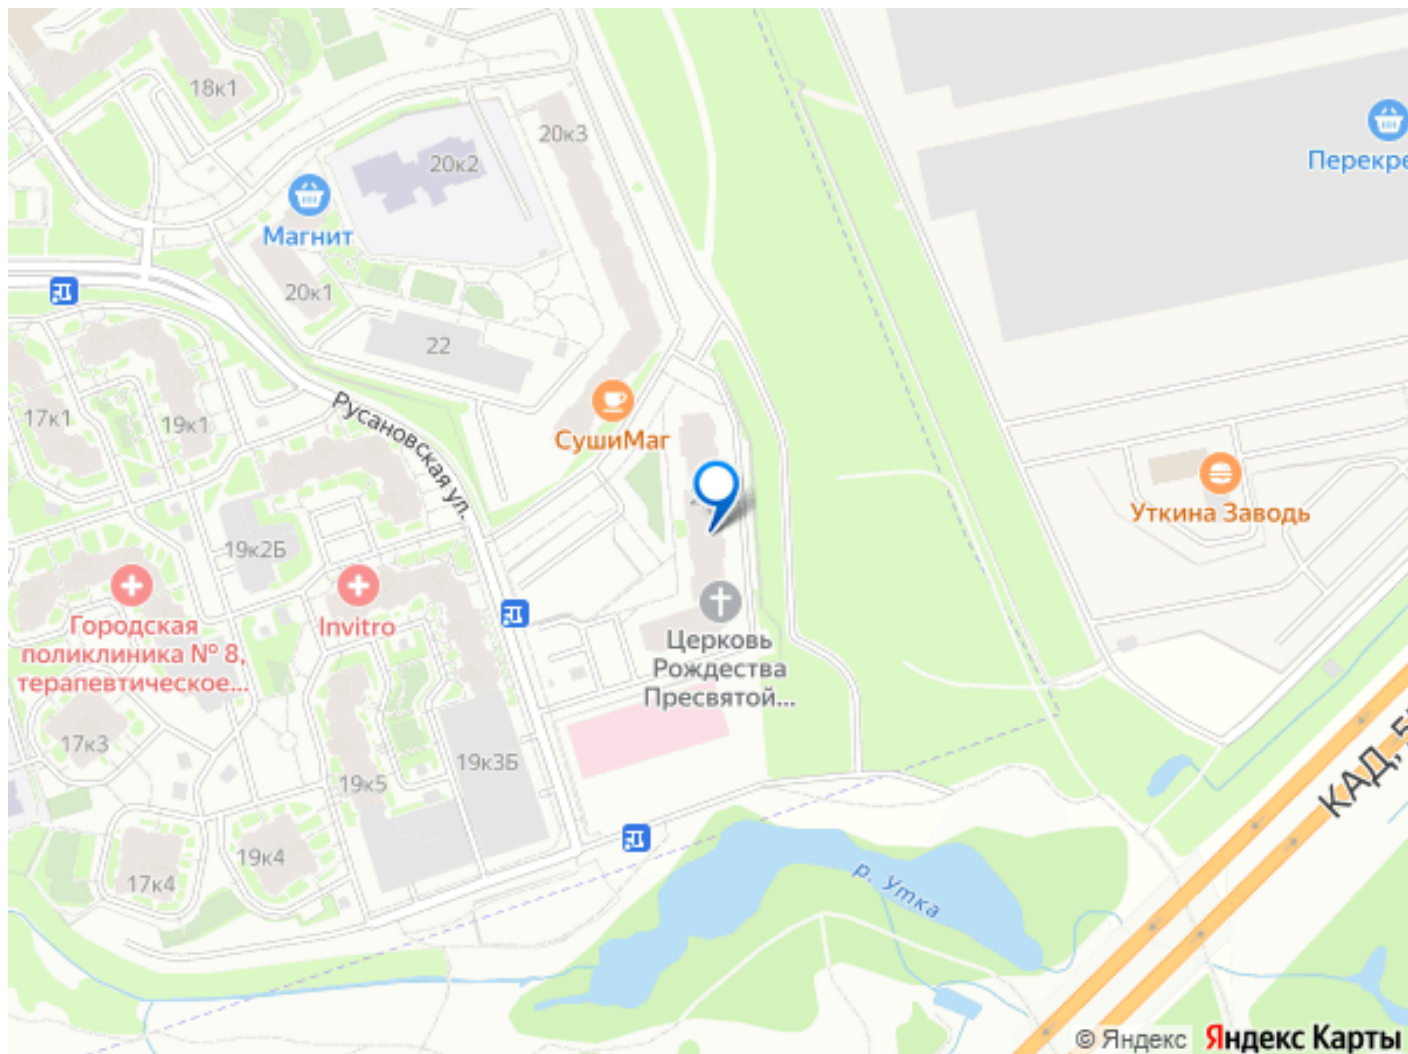 18к1
20к3
Перекре
20к2
Магнит
20к1
22
17к1
19к1
Русановская ул.
СушиМаг
Уткина Заводь
19к2Б
Городская
поликлиника № 8,
терапевтическое...
Invitro
Церковь
Рождества
Пресвятой...
17к3
19к5
19к3Б
КАД, 5
19к4
17к4
р. Утка
© Яндекс Яндекс Карты